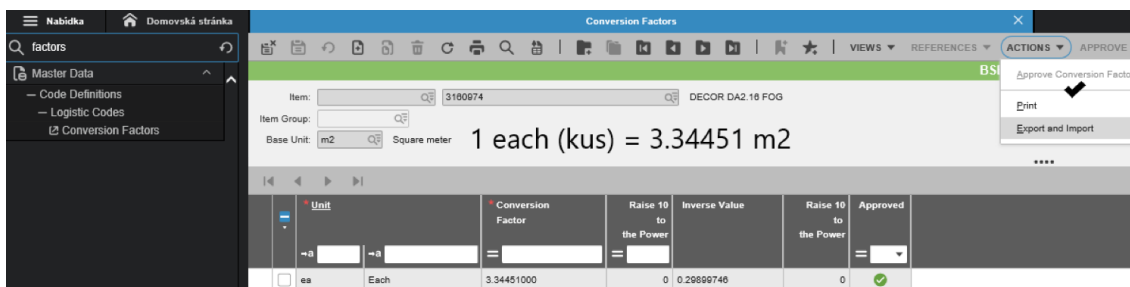 Nabídka Domovská stránka Conversion Factors
factors VIEWS REFERENCES ACTIONS APPROVE
Master Data
Code Definitions
Logistic Codes
Conversion Factors
Item: 3160974 DECOR DA2.16 FOG
Item Group:
Base Unit: m2 Square meter
1 each (kus) = 3.34451 m2
Approve Conversion Facto
Print
Export and Import
* Unit * Conversion Factor Raise 10 to the Power Inverse Value Raise 10 to the Power Approved
ea Each 3.34451000 0 0.29899746 0